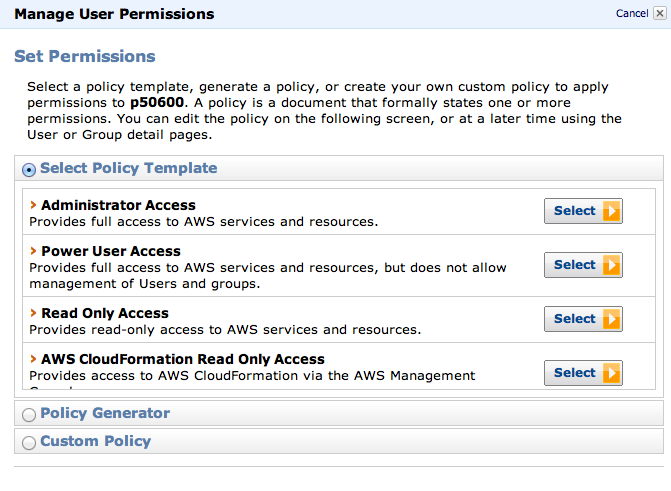 Manage User Permissions
Cancel
Set Permissions
Select a policy template, generate a policy, or create your own custom policy to apply
permissions to p50600. A policy is a document that formally states one or more
permissions. You can edit the policy on the following screen, or at a later time using the
User or Group detail pages.
Select Policy Template
Administrator Access
Provides full access to AWS services and resources.
Select
Power User Access
Provides full access to AWS services and resources, but does not allow
management of Users and groups.
Select
Read Only Access
Provides read-only access to AWS services and resources.
Select
AWS CloudFormation Read Only Access
Provides access to AWS CloudFormation via the AWS Management
Select
Policy Generator
Custom Policy